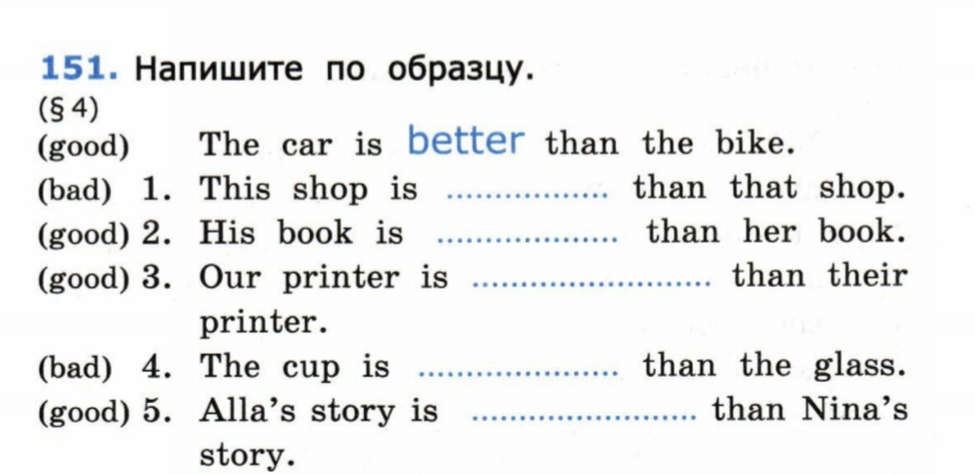 151. Напишите по образцу.
(§ 4)
(good) The car is better than the bike.
(bad) 1. This shop is ................ than that shop.
(good) 2. His book is .................. than her book.
(good) 3. Our printer is ........................ than their
printer.
(bad) 4. The cup is .................... than the glass.
(good) 5. Alla's story is ....................... than Nina's
story.